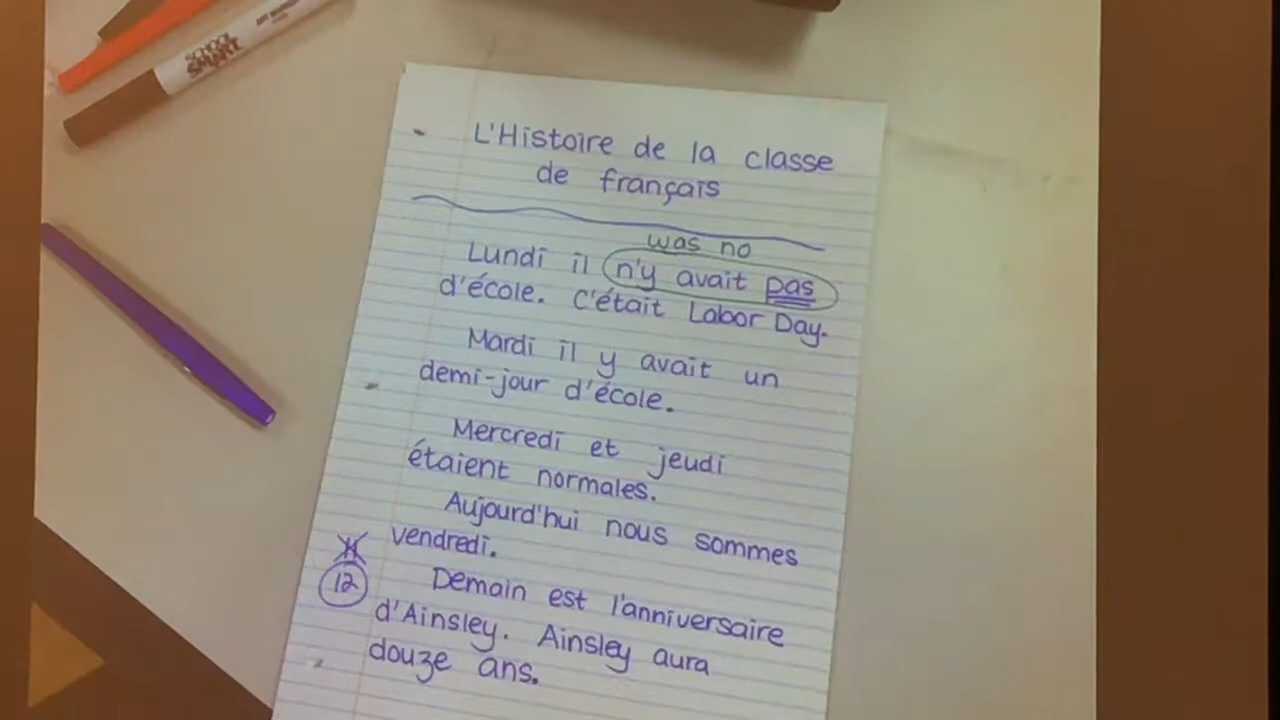 SCHOOL
SMART
ART MARKER
L'Histoire de la classe
de français
was no
Lundi il n'y avait pas
d'école. C'était Labor Day.
Mardi il y avait un
demi-jour d'école.
Mercredi et jeudi
étaient normales.
Aujourd'hui nous sommes
vendredi.
12
Demain est l'anniversaire
d'Ainsley. Ainsley aura
douze ans.